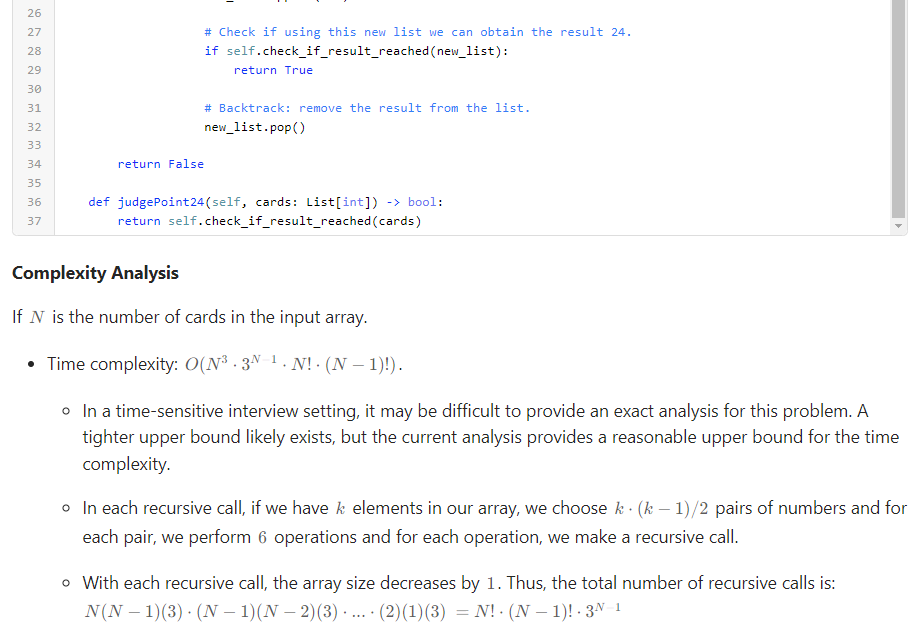 26
27 # Check if using this new list we can obtain the result 24.
28 if self.check_if_result_reached(new_list):
29 return True
30
31 # Backtrack: remove the result from the list.
32 new_list.pop()
33
34 return False
35
36 def judgePoint24(self, cards: List[int]) -> bool:
37 return self.check_if_result_reached(cards)
Complexity Analysis
If N is the number of cards in the input array.
• Time complexity: O(N³ · 3ᴺ⁻¹ · N! · (N − 1)!).
◦ In a time-sensitive interview setting, it may be difficult to provide an exact analysis for this problem. A
tighter upper bound likely exists, but the current analysis provides a reasonable upper bound for the time
complexity.
◦ In each recursive call, if we have k elements in our array, we choose k · (k − 1)/2 pairs of numbers and for
each pair, we perform 6 operations and for each operation, we make a recursive call.
◦ With each recursive call, the array size decreases by 1. Thus, the total number of recursive calls is:
N(N − 1)(3) · (N − 1)(N − 2)(3) · ... · (2)(1)(3) = N! · (N − 1)! · 3ᴺ⁻¹